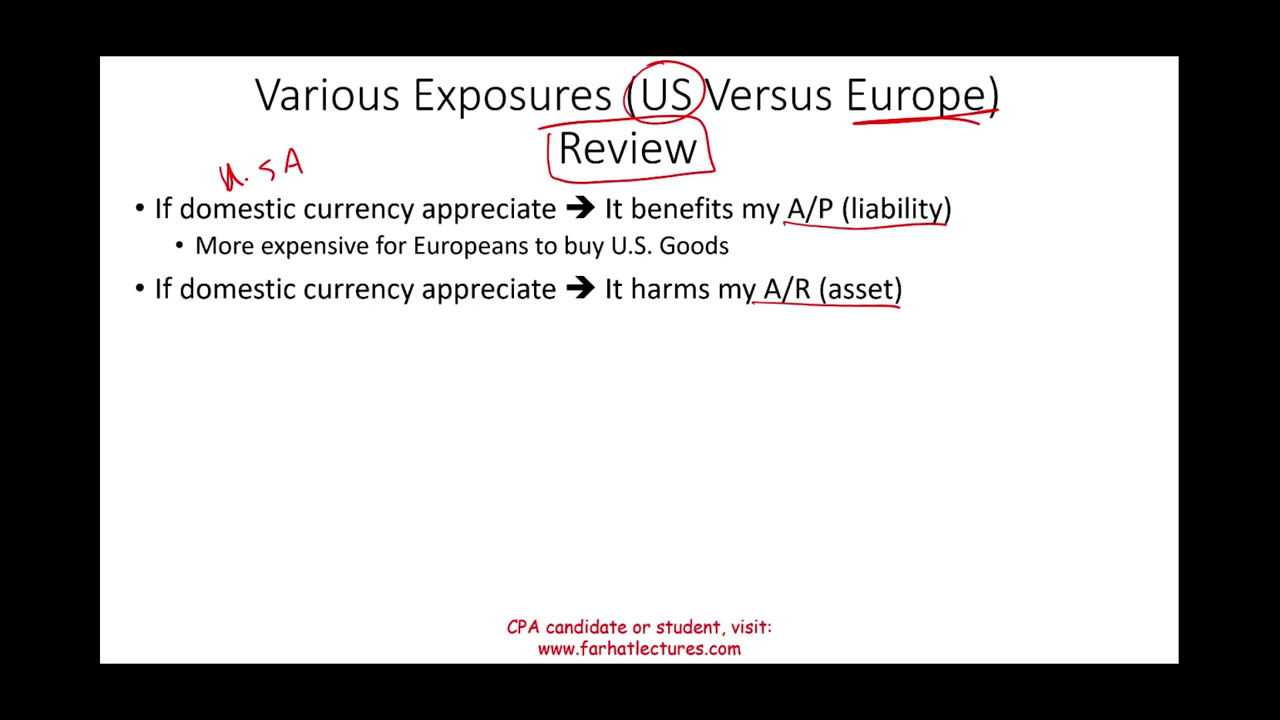 Various Exposures (US Versus Europe)
Review
U.SA
• If domestic currency appreciate ➔ It benefits my A/P (liability)
• More expensive for Europeans to buy U.S. Goods
• If domestic currency appreciate ➔ It harms my A/R (asset)
CPA candidate or student, visit:
www.farhatlectures.com